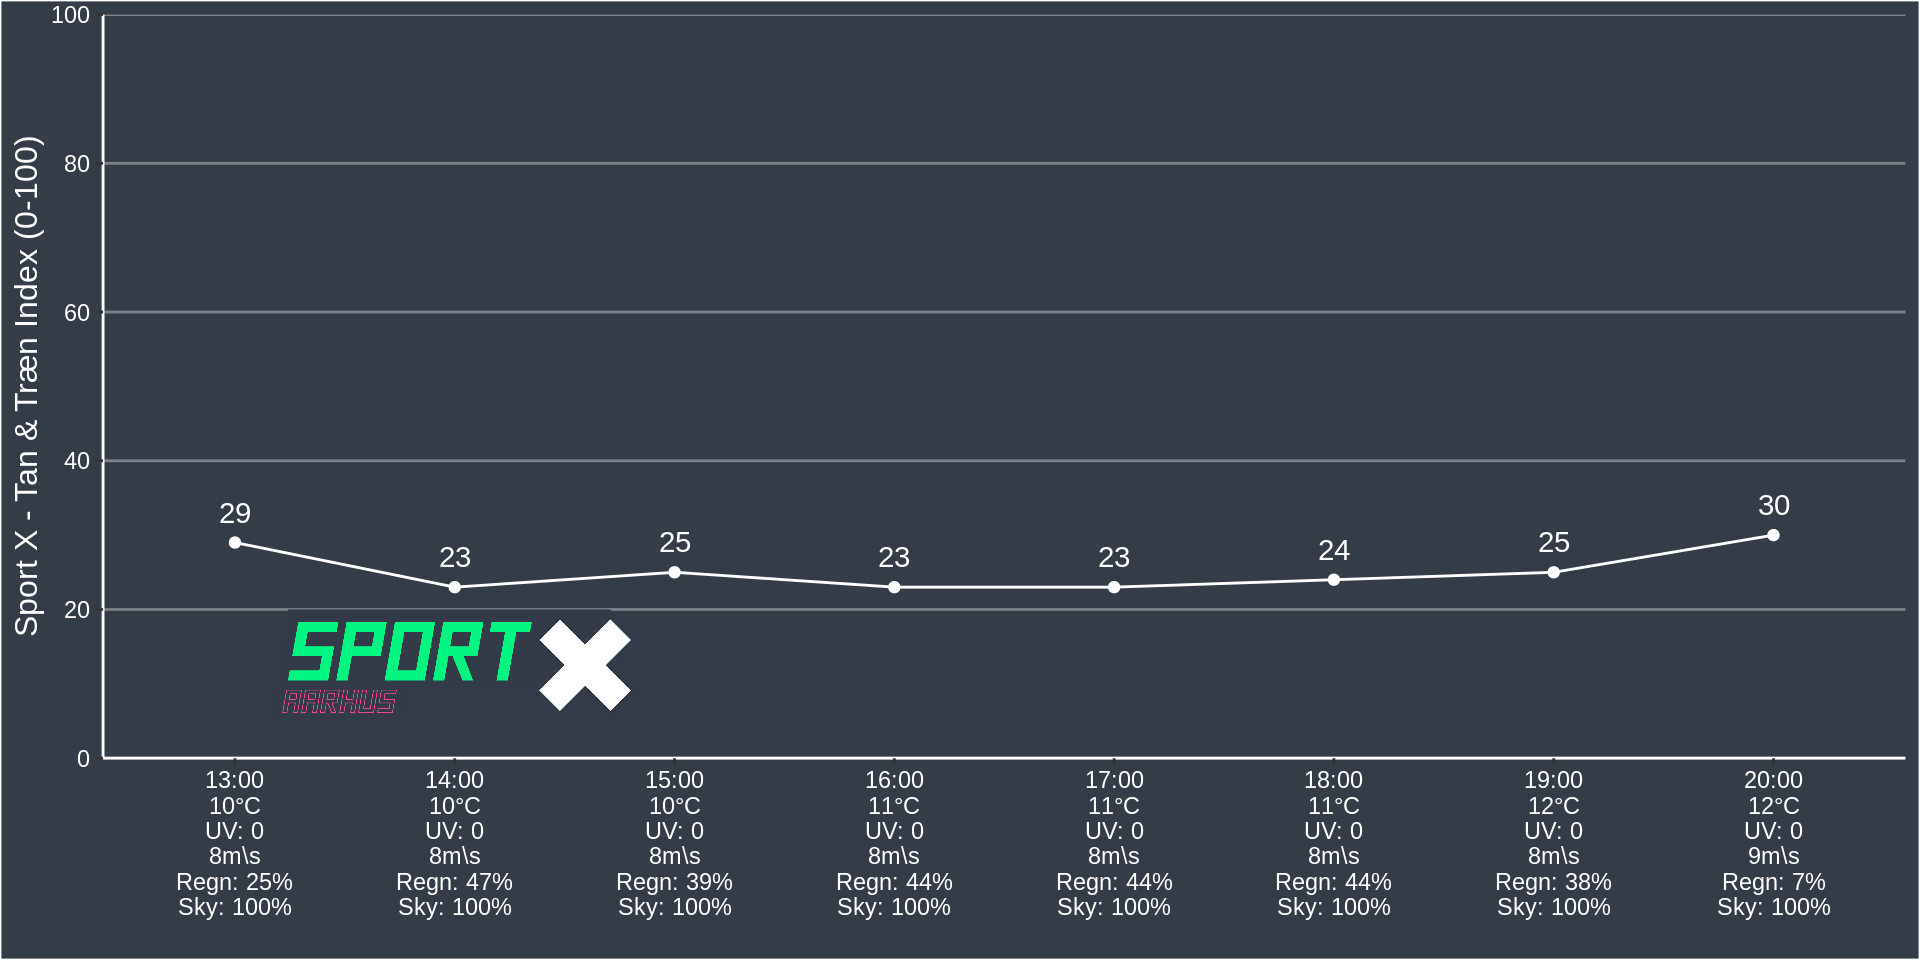 Sport X - Tan & Træn Index (0-100)
100
80
60
40
20
0
29
23
25
23
23
24
25
30
SPORT X
AARHUS
13:00
10°C
UV: 0
8m\s
Regn: 25%
Sky: 100%
14:00
10°C
UV: 0
8m\s
Regn: 47%
Sky: 100%
15:00
10°C
UV: 0
8m\s
Regn: 39%
Sky: 100%
16:00
11°C
UV: 0
8m\s
Regn: 44%
Sky: 100%
17:00
11°C
UV: 0
8m\s
Regn: 44%
Sky: 100%
18:00
11°C
UV: 0
8m\s
Regn: 44%
Sky: 100%
19:00
12°C
UV: 0
8m\s
Regn: 38%
Sky: 100%
20:00
12°C
UV: 0
9m\s
Regn: 7%
Sky: 100%